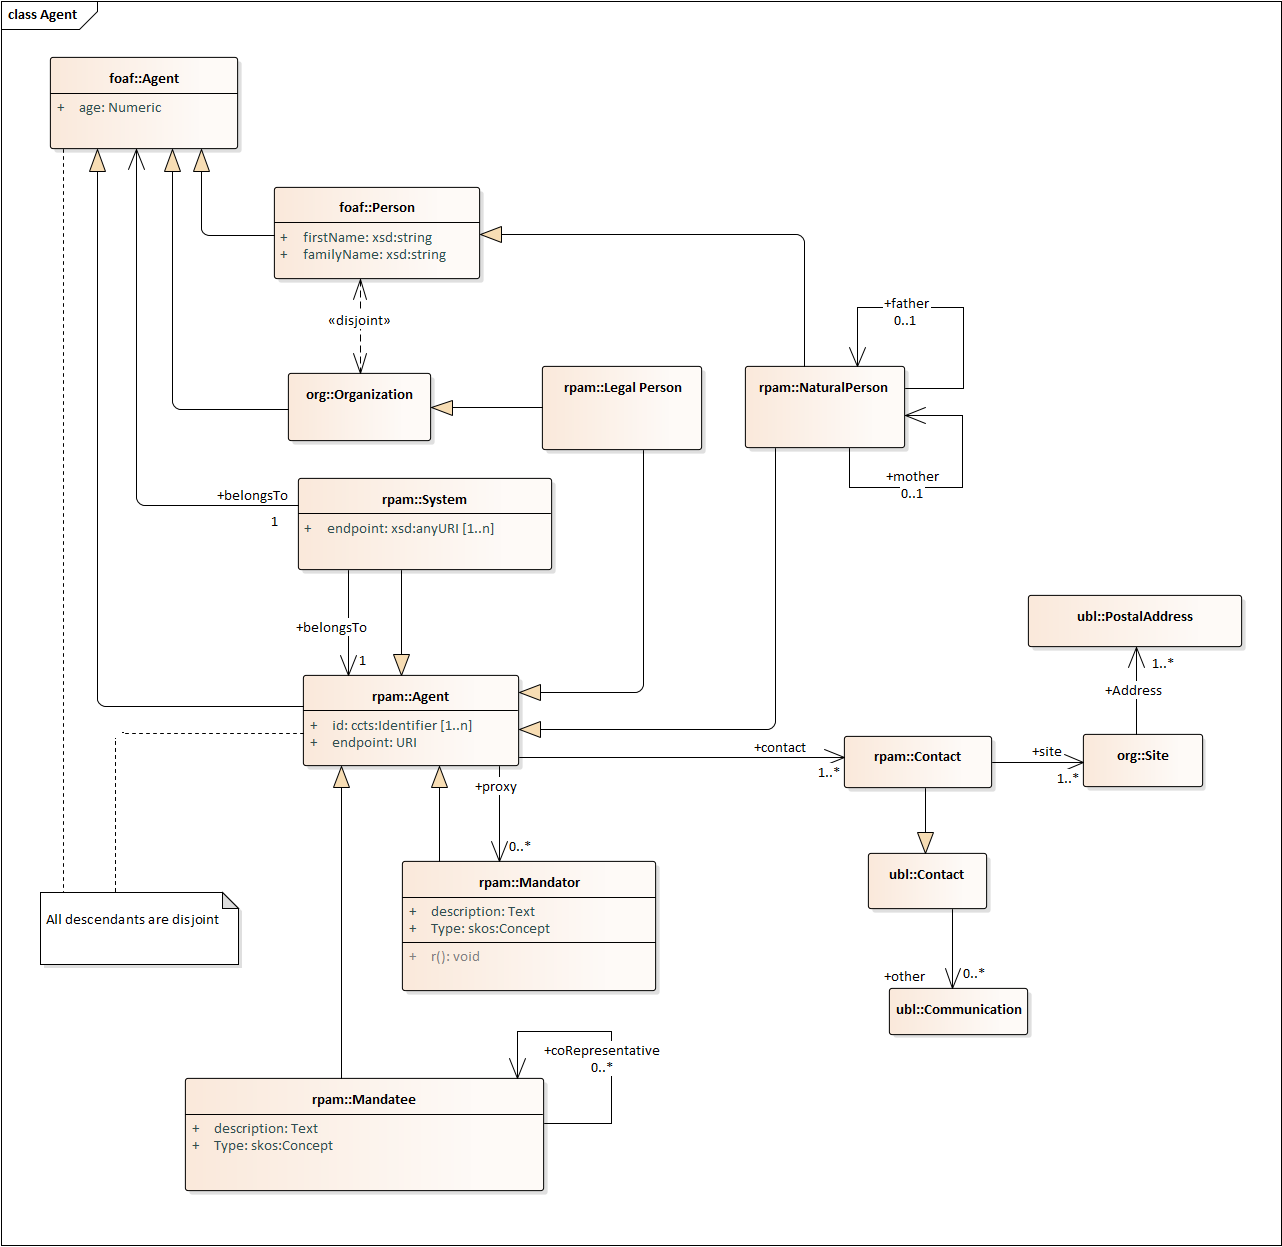 class Agent
foaf::Agent
+ age: Numeric
foaf::Person
+ firstName: xsd:string
+ familyName: xsd:string
«disjoint»
+father
0..1
org::Organization
rpam::Legal Person
rpam::NaturalPerson
+mother
0..1
+belongsTo
1
rpam::System
+ endpoint: xsd:anyURI [1..n]
+belongsTo
1
ubl::PostalAddress
1..*
+Address
rpam::Agent
+ id: ccts:Identifier [1..n]
+ endpoint: URI
+contact
1..*
rpam::Contact
+site
1..*
org::Site
+proxy
0..*
rpam::Mandator
+ description: Text
+ Type: skos:Concept
+ r(): void
ubl::Contact
All descendants are disjoint
+other
0..*
ubl::Communication
+coRepresentative
0..*
rpam::Mandatee
+ description: Text
+ Type: skos:Concept